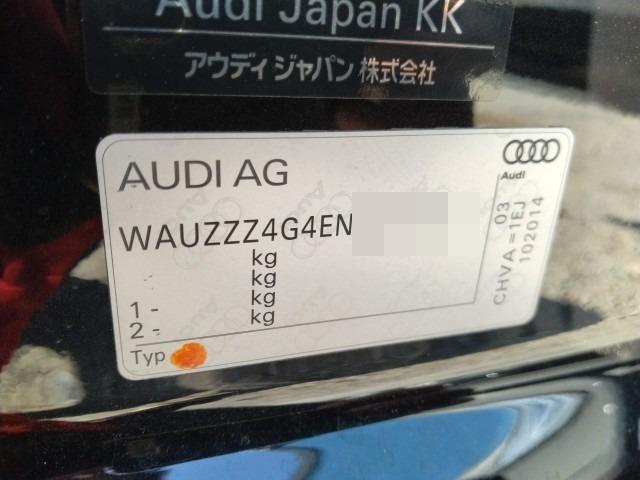 Audi Japan KK
アウディ ジャパン 株式会社
AUDI AG
Audi
WAUZZZ4G4EN
kg
kg
1 - kg
2 - kg
Typ
03
CHVA =1EJ
102014